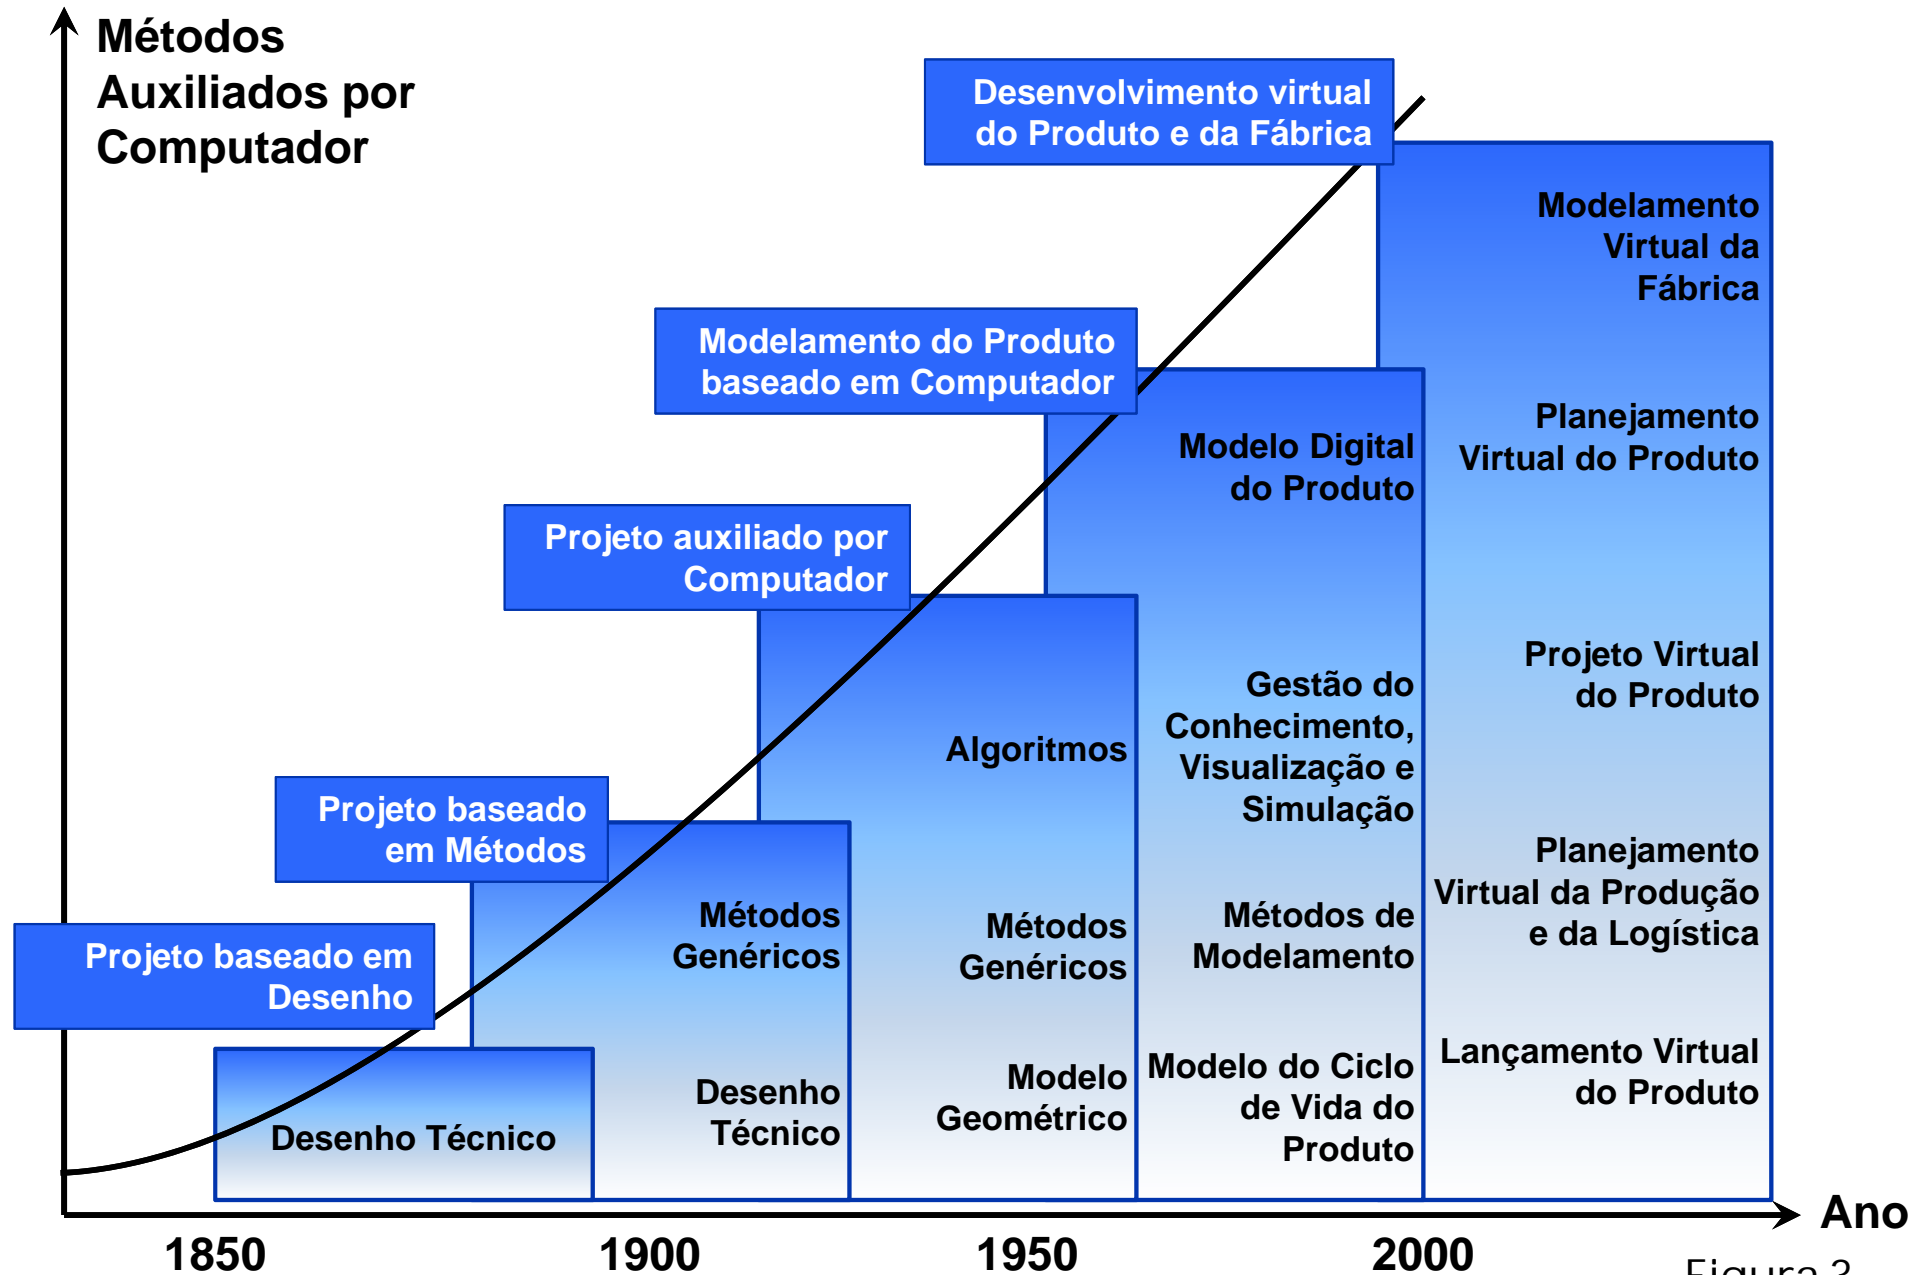 Métodos
Auxiliados por
Computador
Desenvolvimento virtual
do Produto e da Fábrica
Modelamento
Virtual da
Fábrica
Planejamento
Virtual do Produto
Projeto Virtual
do Produto
Planejamento
Virtual da Produção
e da Logística
Lançamento Virtual
do Produto
Modelamento do Produto
baseado em Computador
Modelo Digital
do Produto
Gestão do
Conhecimento,
Visualização e
Simulação
Métodos de
Modelamento
Modelo do Ciclo
de Vida do
Produto
Projeto auxiliado por
Computador
Algoritmos
Métodos
Genéricos
Modelo
Geométrico
Projeto baseado
em Métodos
Métodos
Genéricos
Desenho
Técnico
Projeto baseado em
Desenho
Desenho Técnico
Ano
1850
1900
1950
2000
Figura 3